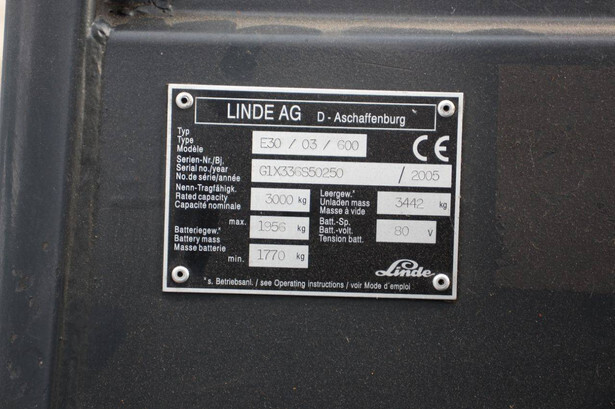 LINDE AG D - Aschaffenburg
Typ
Type
Modèle
E30 / 03 / 600
CE
Serien-Nr./Bj.
Serial no./year
No. de série/année
G1X336S50250 / 2005
Nenn-Tragfähigk.
Rated capacity
Capacité nominale
3000 kg
Leergew.*
Unladen mass
Masse à vide
3442 kg
Batteriegew.*
Battery mass
Masse batterie
max. 1956 kg
min. 1770 kg
Batt.-Sp.
Batt.-volt.
Tension batt.
80 V
Linde
*s. Betriebsanl. / see Operating instructions / voir Mode d'emploi